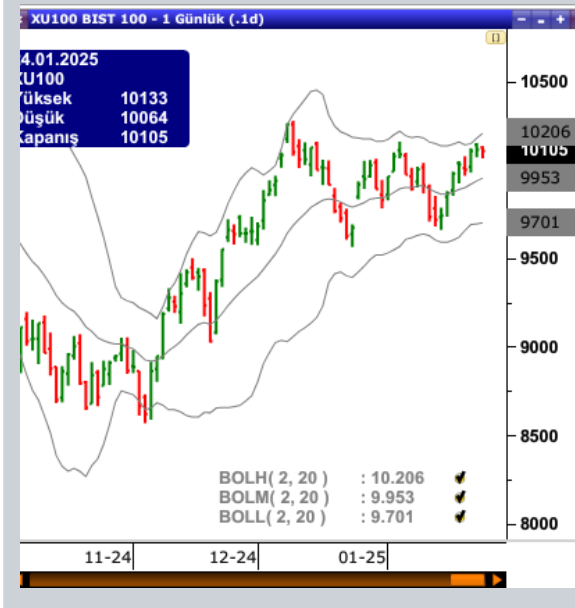 XU100 BIST 100 - 1 Günlük (.1d)
4.01.2025
XU100
Yüksek 10133
Düşük 10064
Kapanış 10105
10500
10206
10105
9953
9701
9500
9000
8500
8000
BOLH( 2, 20 ) : 10.206
BOLM( 2, 20 ) : 9.953
BOLL( 2, 20 ) : 9.701
11-24 12-24 01-25